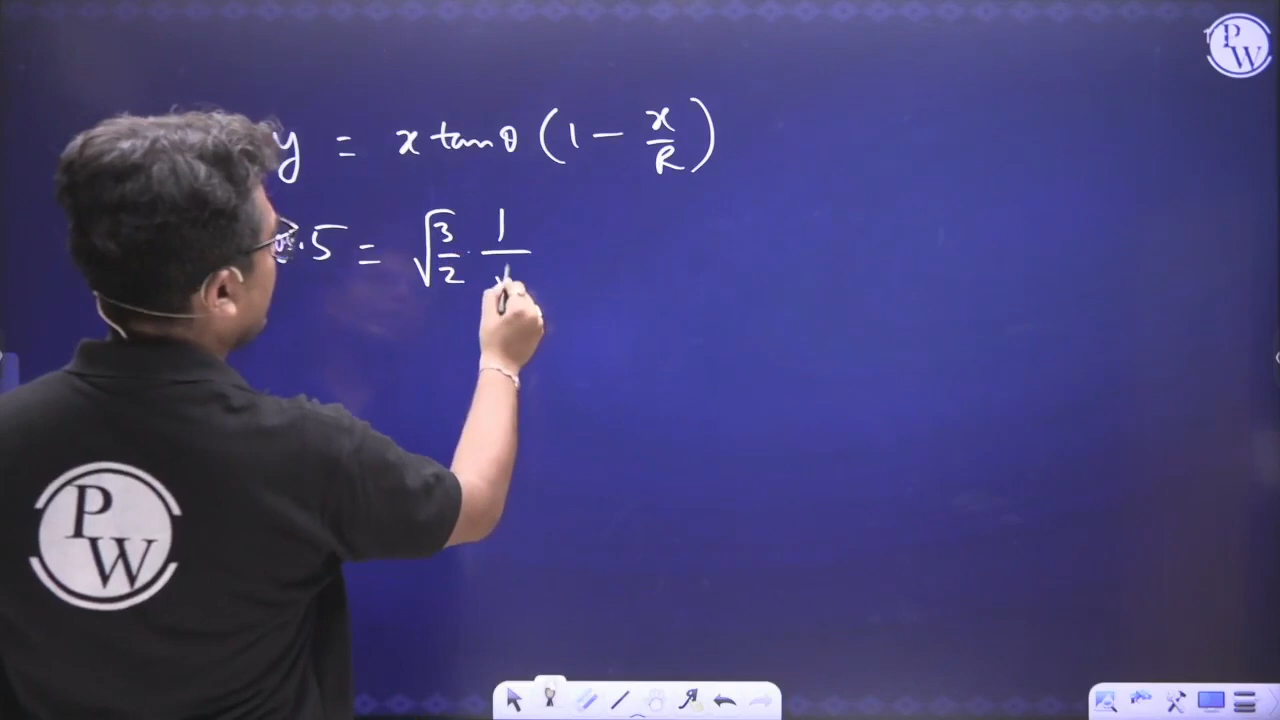 PW
y = x tanθ (1 - x/R)
.5 = √3/2 · 1/
PW